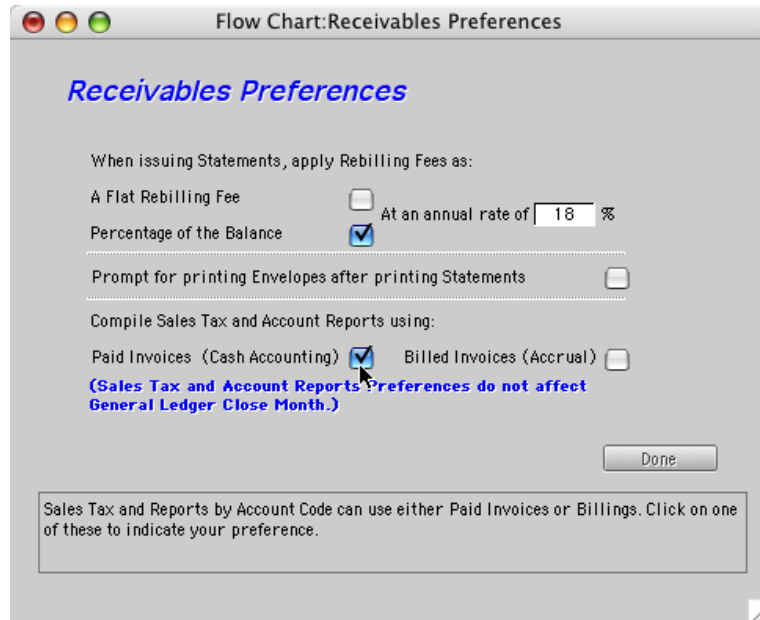 Flow Chart:Receivables Preferences
Receivables Preferences
When issuing Statements, apply Rebilling Fees as:
A Flat Rebilling Fee
At an annual rate of 18 %
Percentage of the Balance
Prompt for printing Envelopes after printing Statements
Compile Sales Tax and Account Reports using:
Paid Invoices (Cash Accounting) Billed Invoices (Accrual)
(Sales Tax and Account Reports Preferences do not affect
General Ledger Close Month.)
Done
Sales Tax and Reports by Account Code can use either Paid Invoices or Billings. Click on one
of these to indicate your preference.